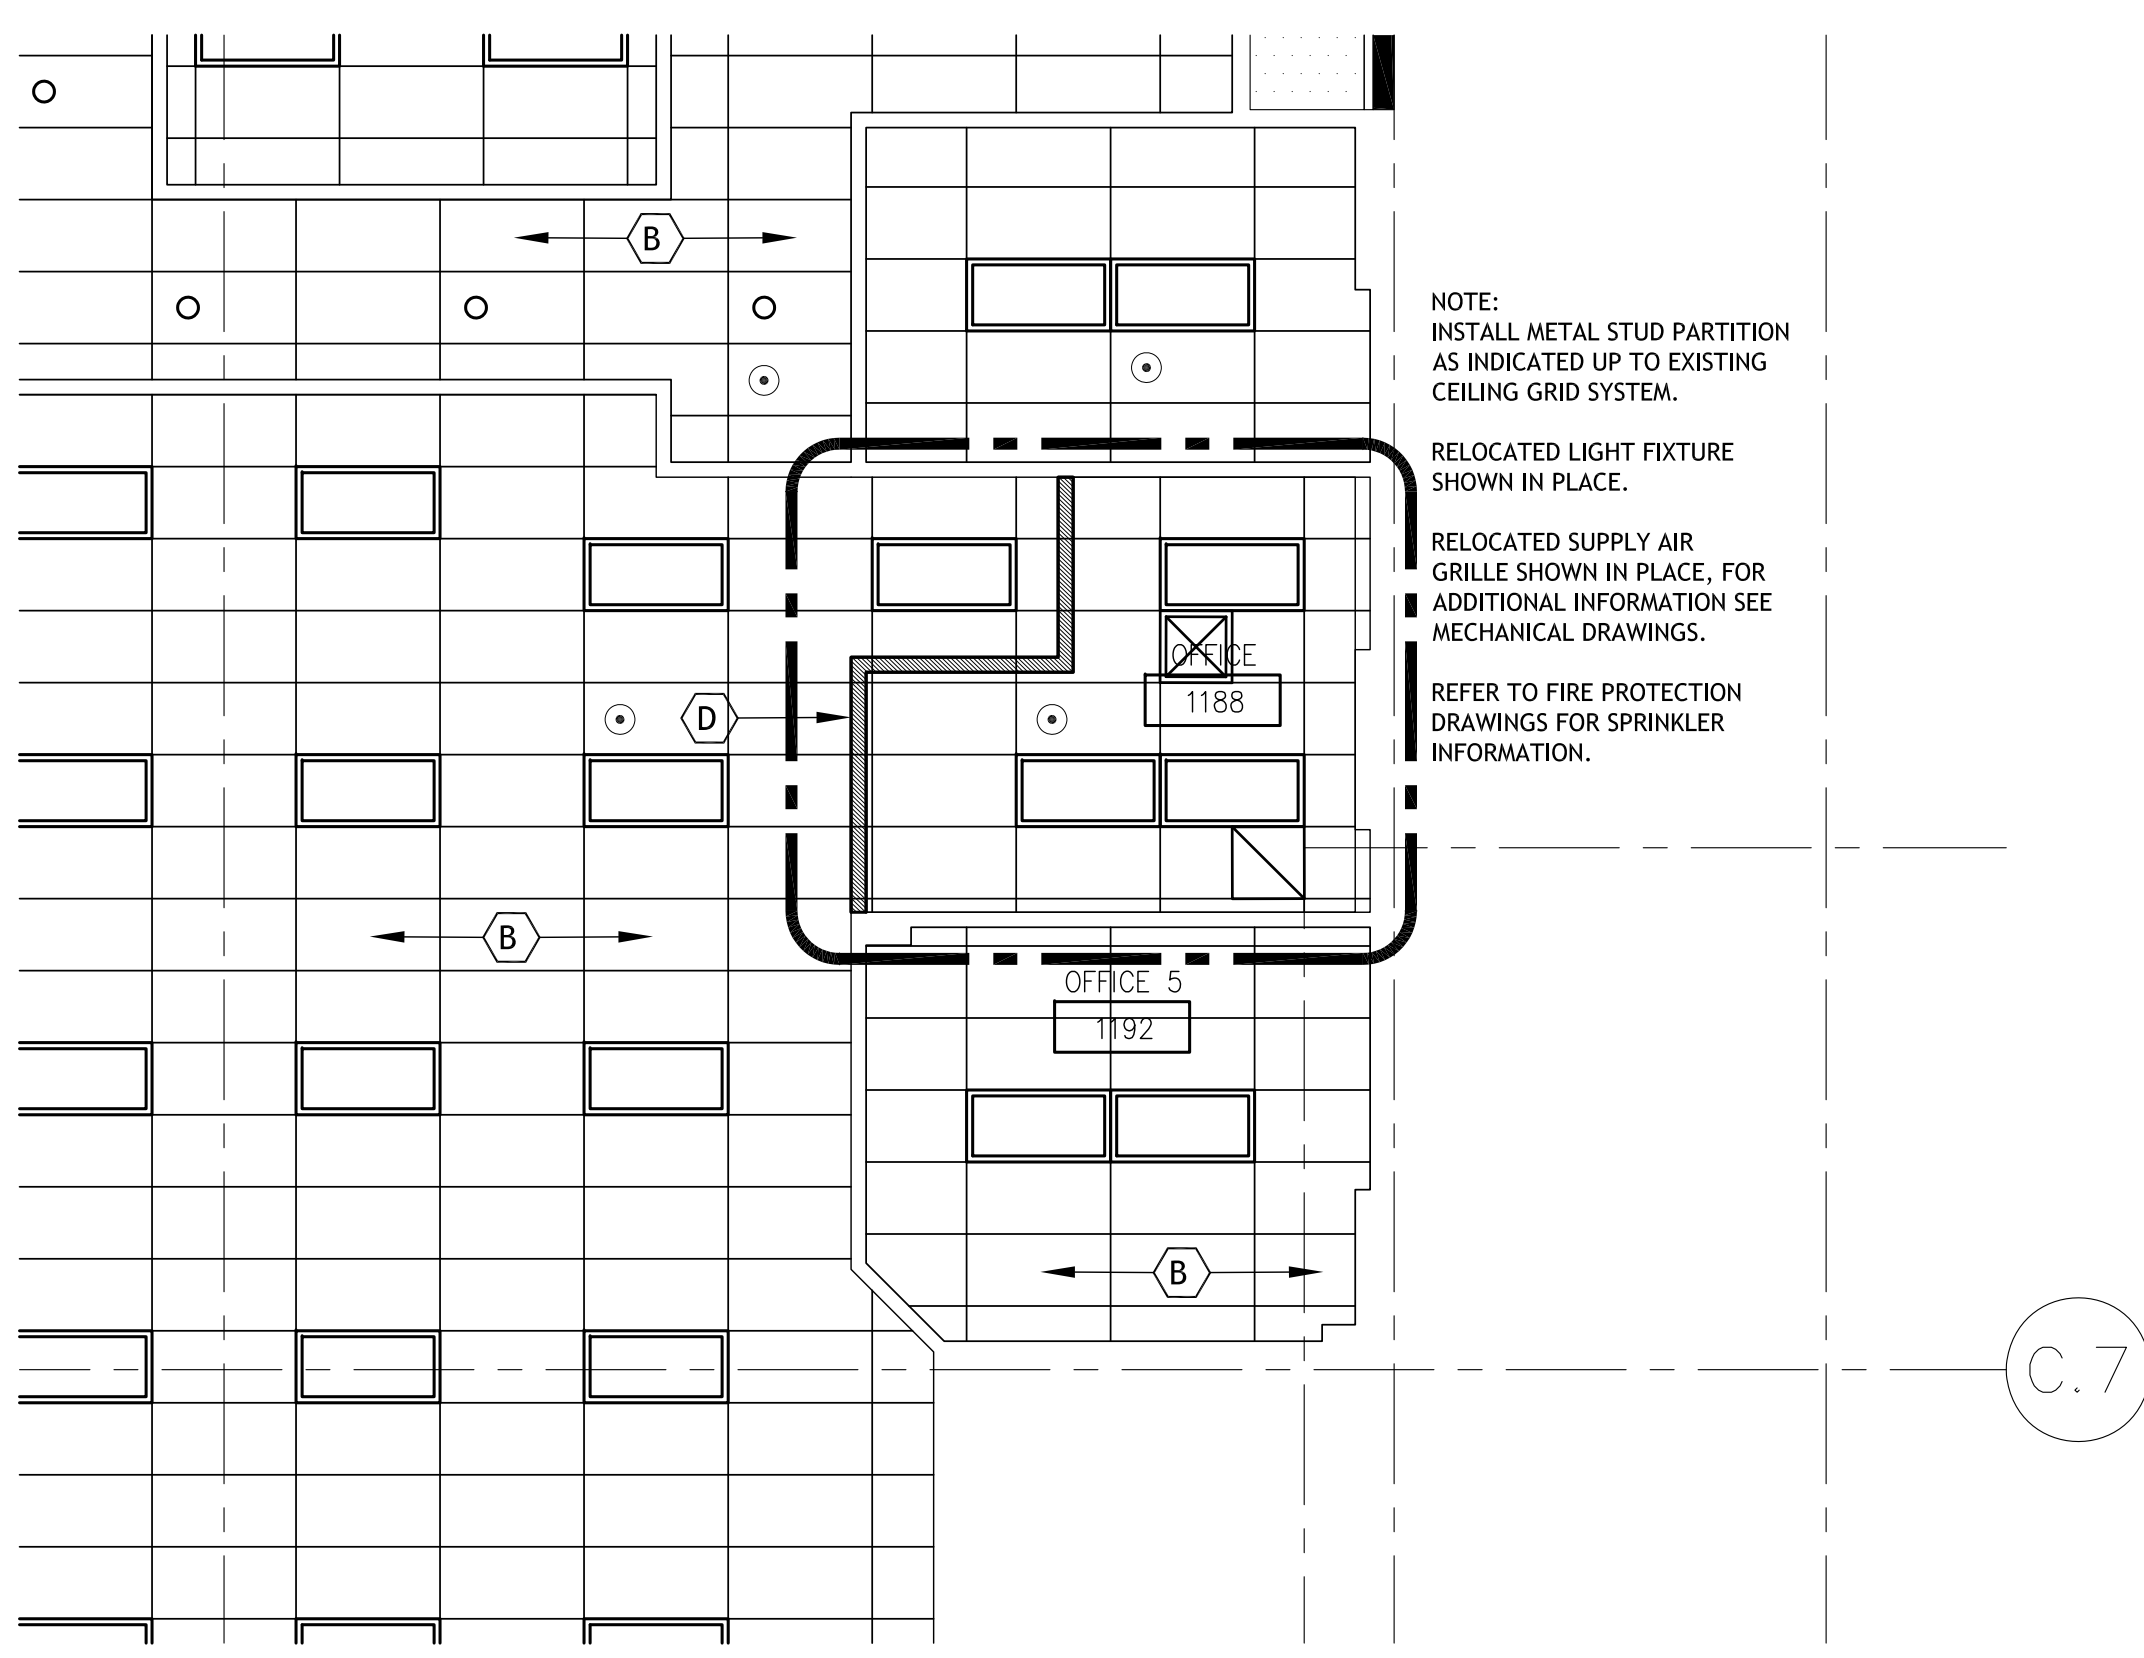 B
NOTE:
INSTALL METAL STUD PARTITION
AS INDICATED UP TO EXISTING
CEILING GRID SYSTEM.
RELOCATED LIGHT FIXTURE
SHOWN IN PLACE.
RELOCATED SUPPLY AIR
GRILLE SHOWN IN PLACE, FOR
ADDITIONAL INFORMATION SEE
MECHANICAL DRAWINGS.
REFER TO FIRE PROTECTION
DRAWINGS FOR SPRINKLER
INFORMATION.
OFFICE
1188
D
B
OFFICE 5
1192
B
C.7